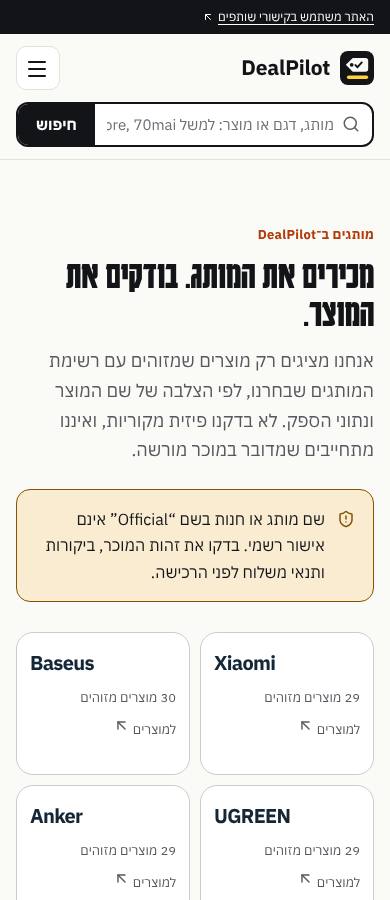 האתר משתמש בקישורי שותפים
DealPilot
מותג, דגם או מוצר: למשל ore, 70mai
חיפוש
מותגים ב־DealPilot
מכירים את המותג. בודקים את
המוצר.
אנחנו מציגים רק מוצרים שמזוהים עם רשימת
המותגים שבחרנו, לפי הצלבה של שם המוצר
ונתוני הספק. לא בדקנו פיזית מקוריות, ואיננו
מתחייבים שמדובר במוכר מורשה.
שם מותג או חנות בשם “Official” אינם
אישור רשמי. בדקו את זהות המוכר, ביקורות
ותנאי משלוח לפני הרכישה.
Xiaomi
29 מוצרים מזוהים
למוצרים
Baseus
30 מוצרים מזוהים
למוצרים
UGREEN
29 מוצרים מזוהים
למוצרים
Anker
29 מוצרים מזוהים
למוצרים